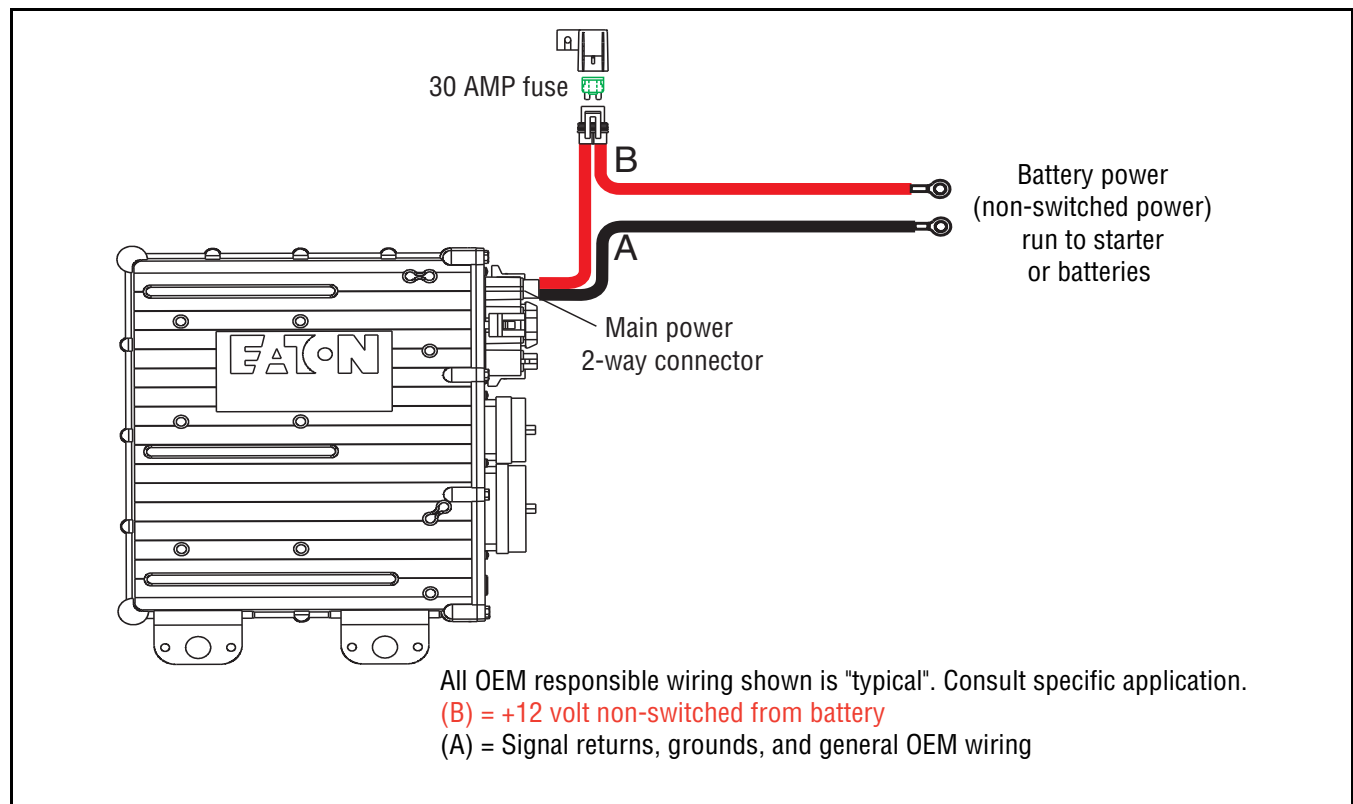 30 AMP fuse
B
A
Battery power
(non-switched power)
run to starter
or batteries
Main power
2-way connector
EATON
All OEM responsible wiring shown is "typical". Consult specific application.
(B) = +12 volt non-switched from battery
(A) = Signal returns, grounds, and general OEM wiring